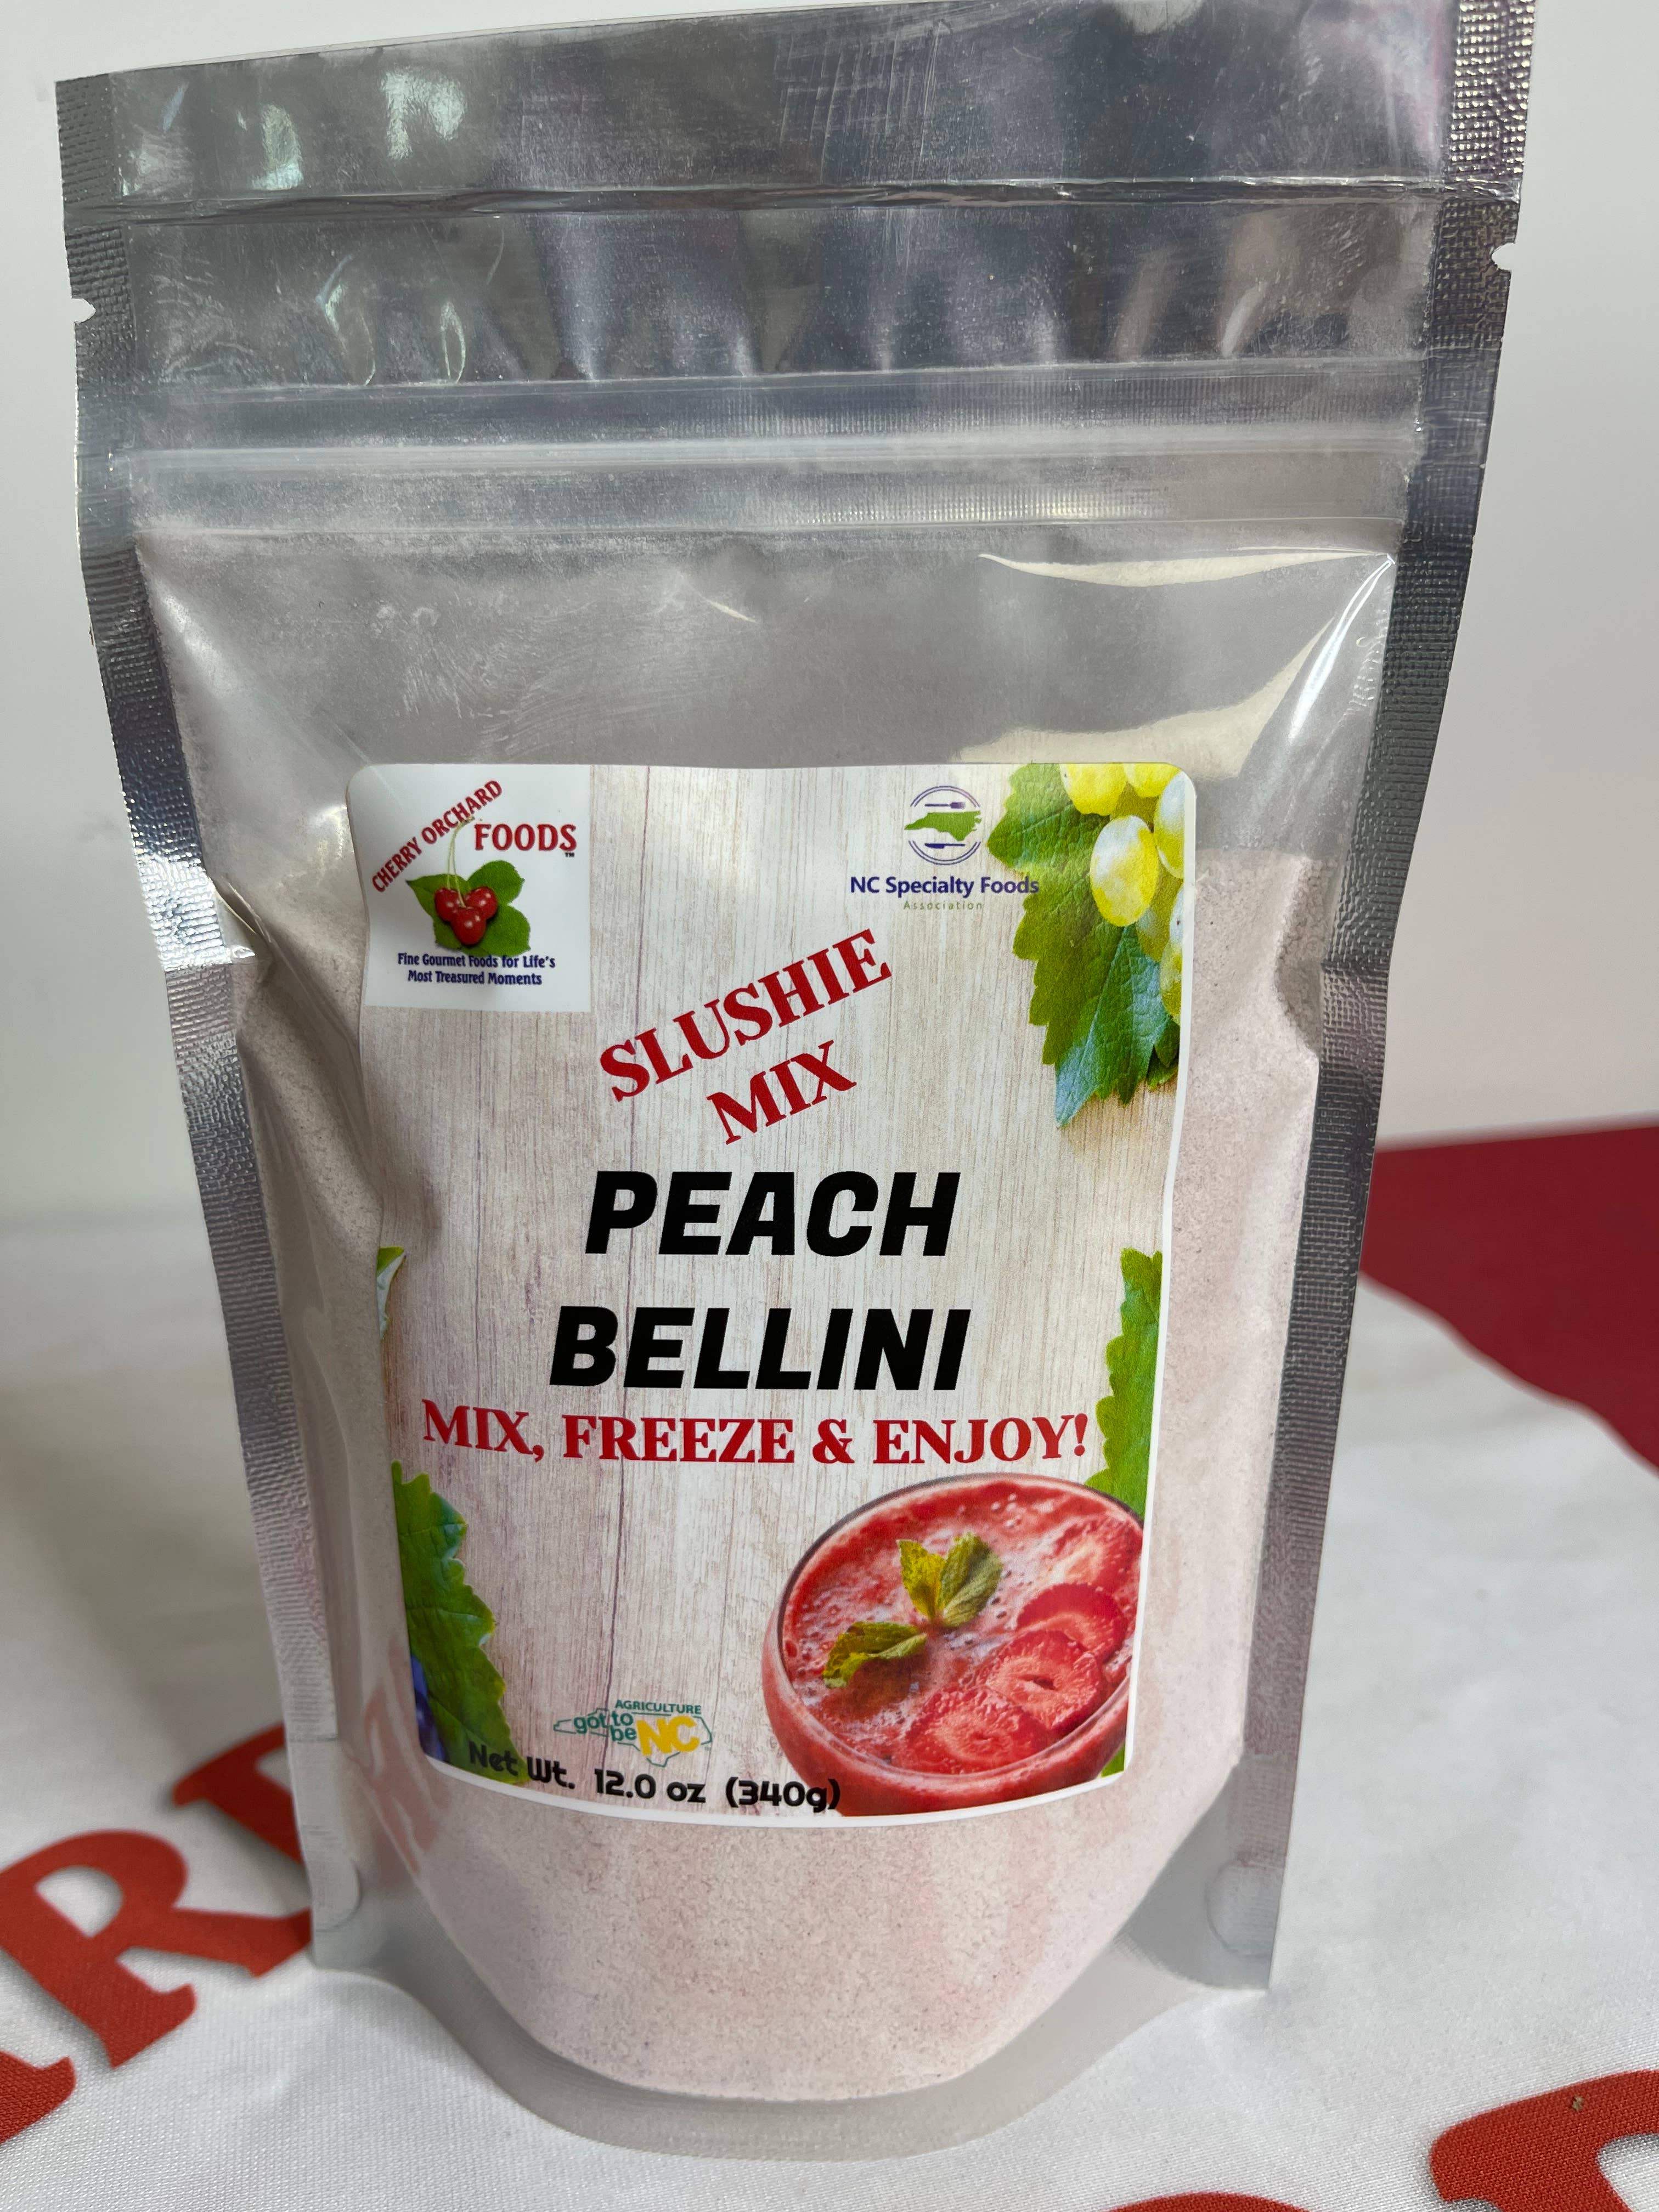 CHERRY ORCHARD
FOODS™
Fine Gourmet Foods for Life's
Most Treasured Moments
NC Specialty Foods
Association
SLUSHIE
MIX
PEACH
BELLINI
MIX, FREEZE & ENJOY!
AGRICULTURE
got to
be NC
Net Wt. 12.0 oz (340g)